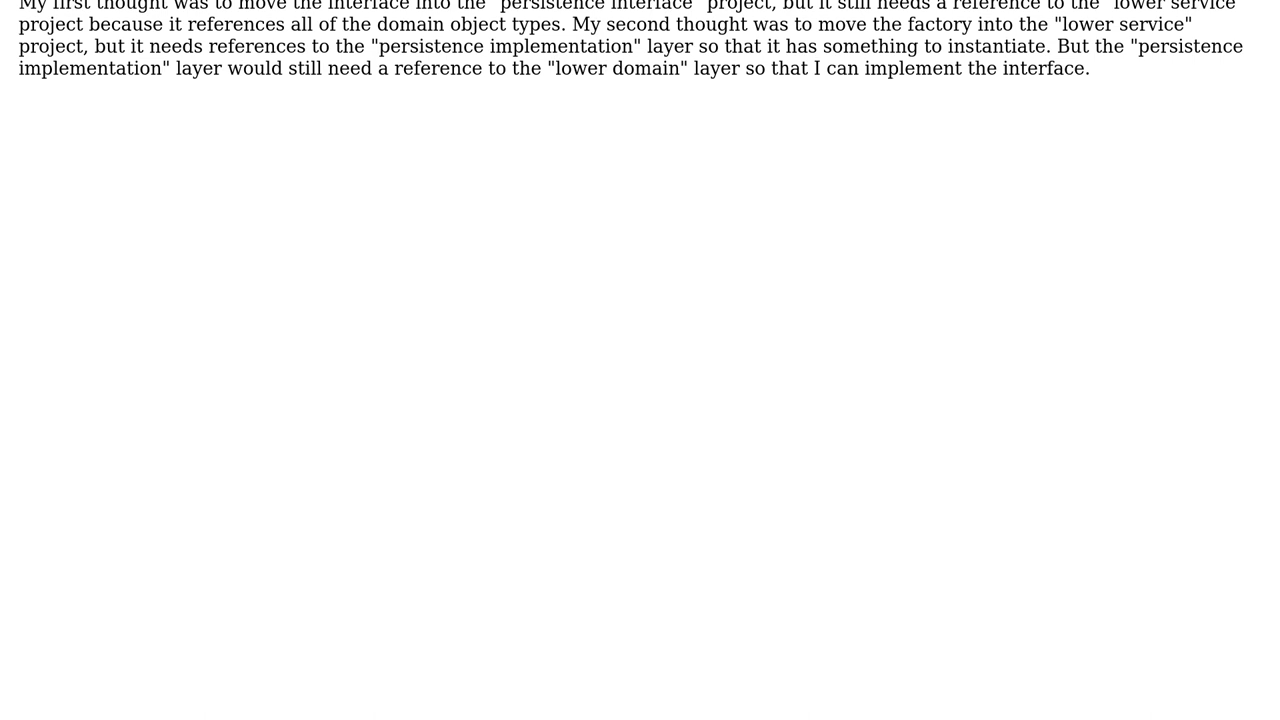 My first thought was to move the interface into the "persistence interface" project, but it still needs a reference to the "lower service"
project because it references all of the domain object types. My second thought was to move the factory into the "lower service"
project, but it needs references to the "persistence implementation" layer so that it has something to instantiate. But the "persistence
implementation" layer would still need a reference to the "lower domain" layer so that I can implement the interface.